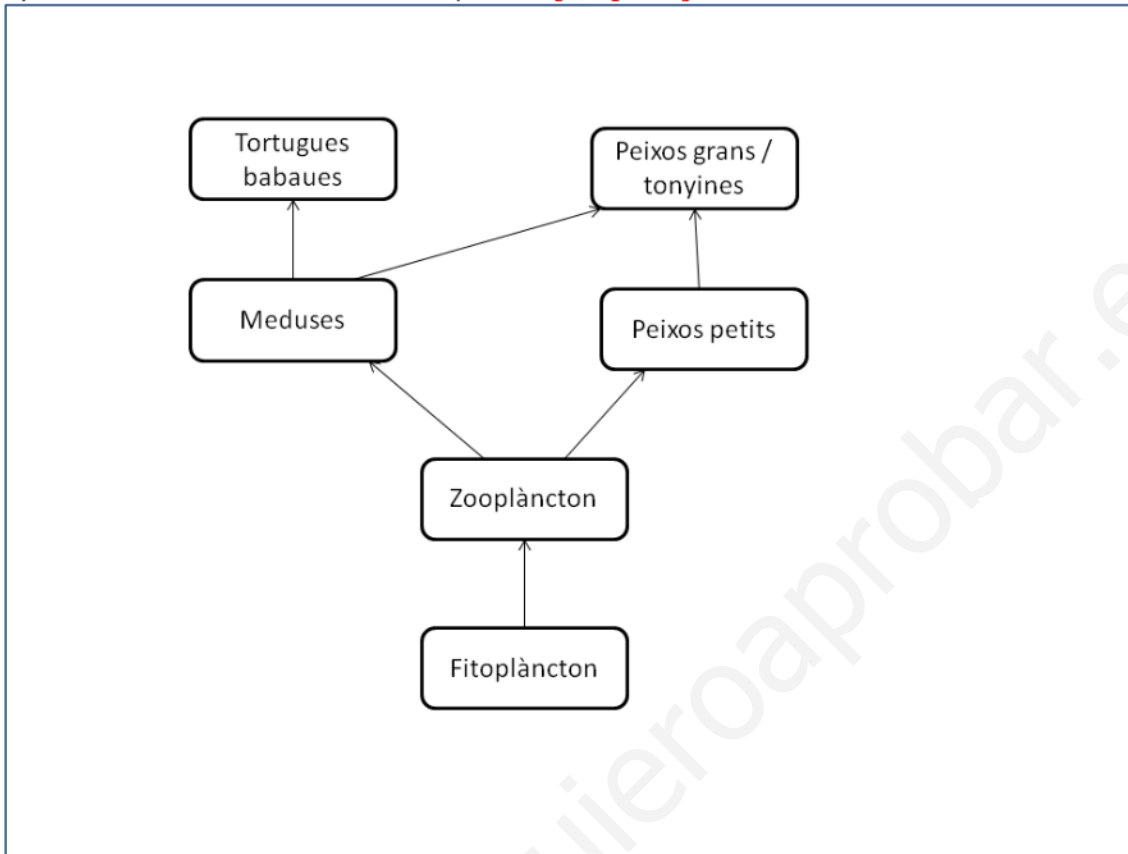 Tortugues
babaues
Peixos grans /
tonyines
Meduses
Peixos petits
Zooplàncton
Fitoplàncton